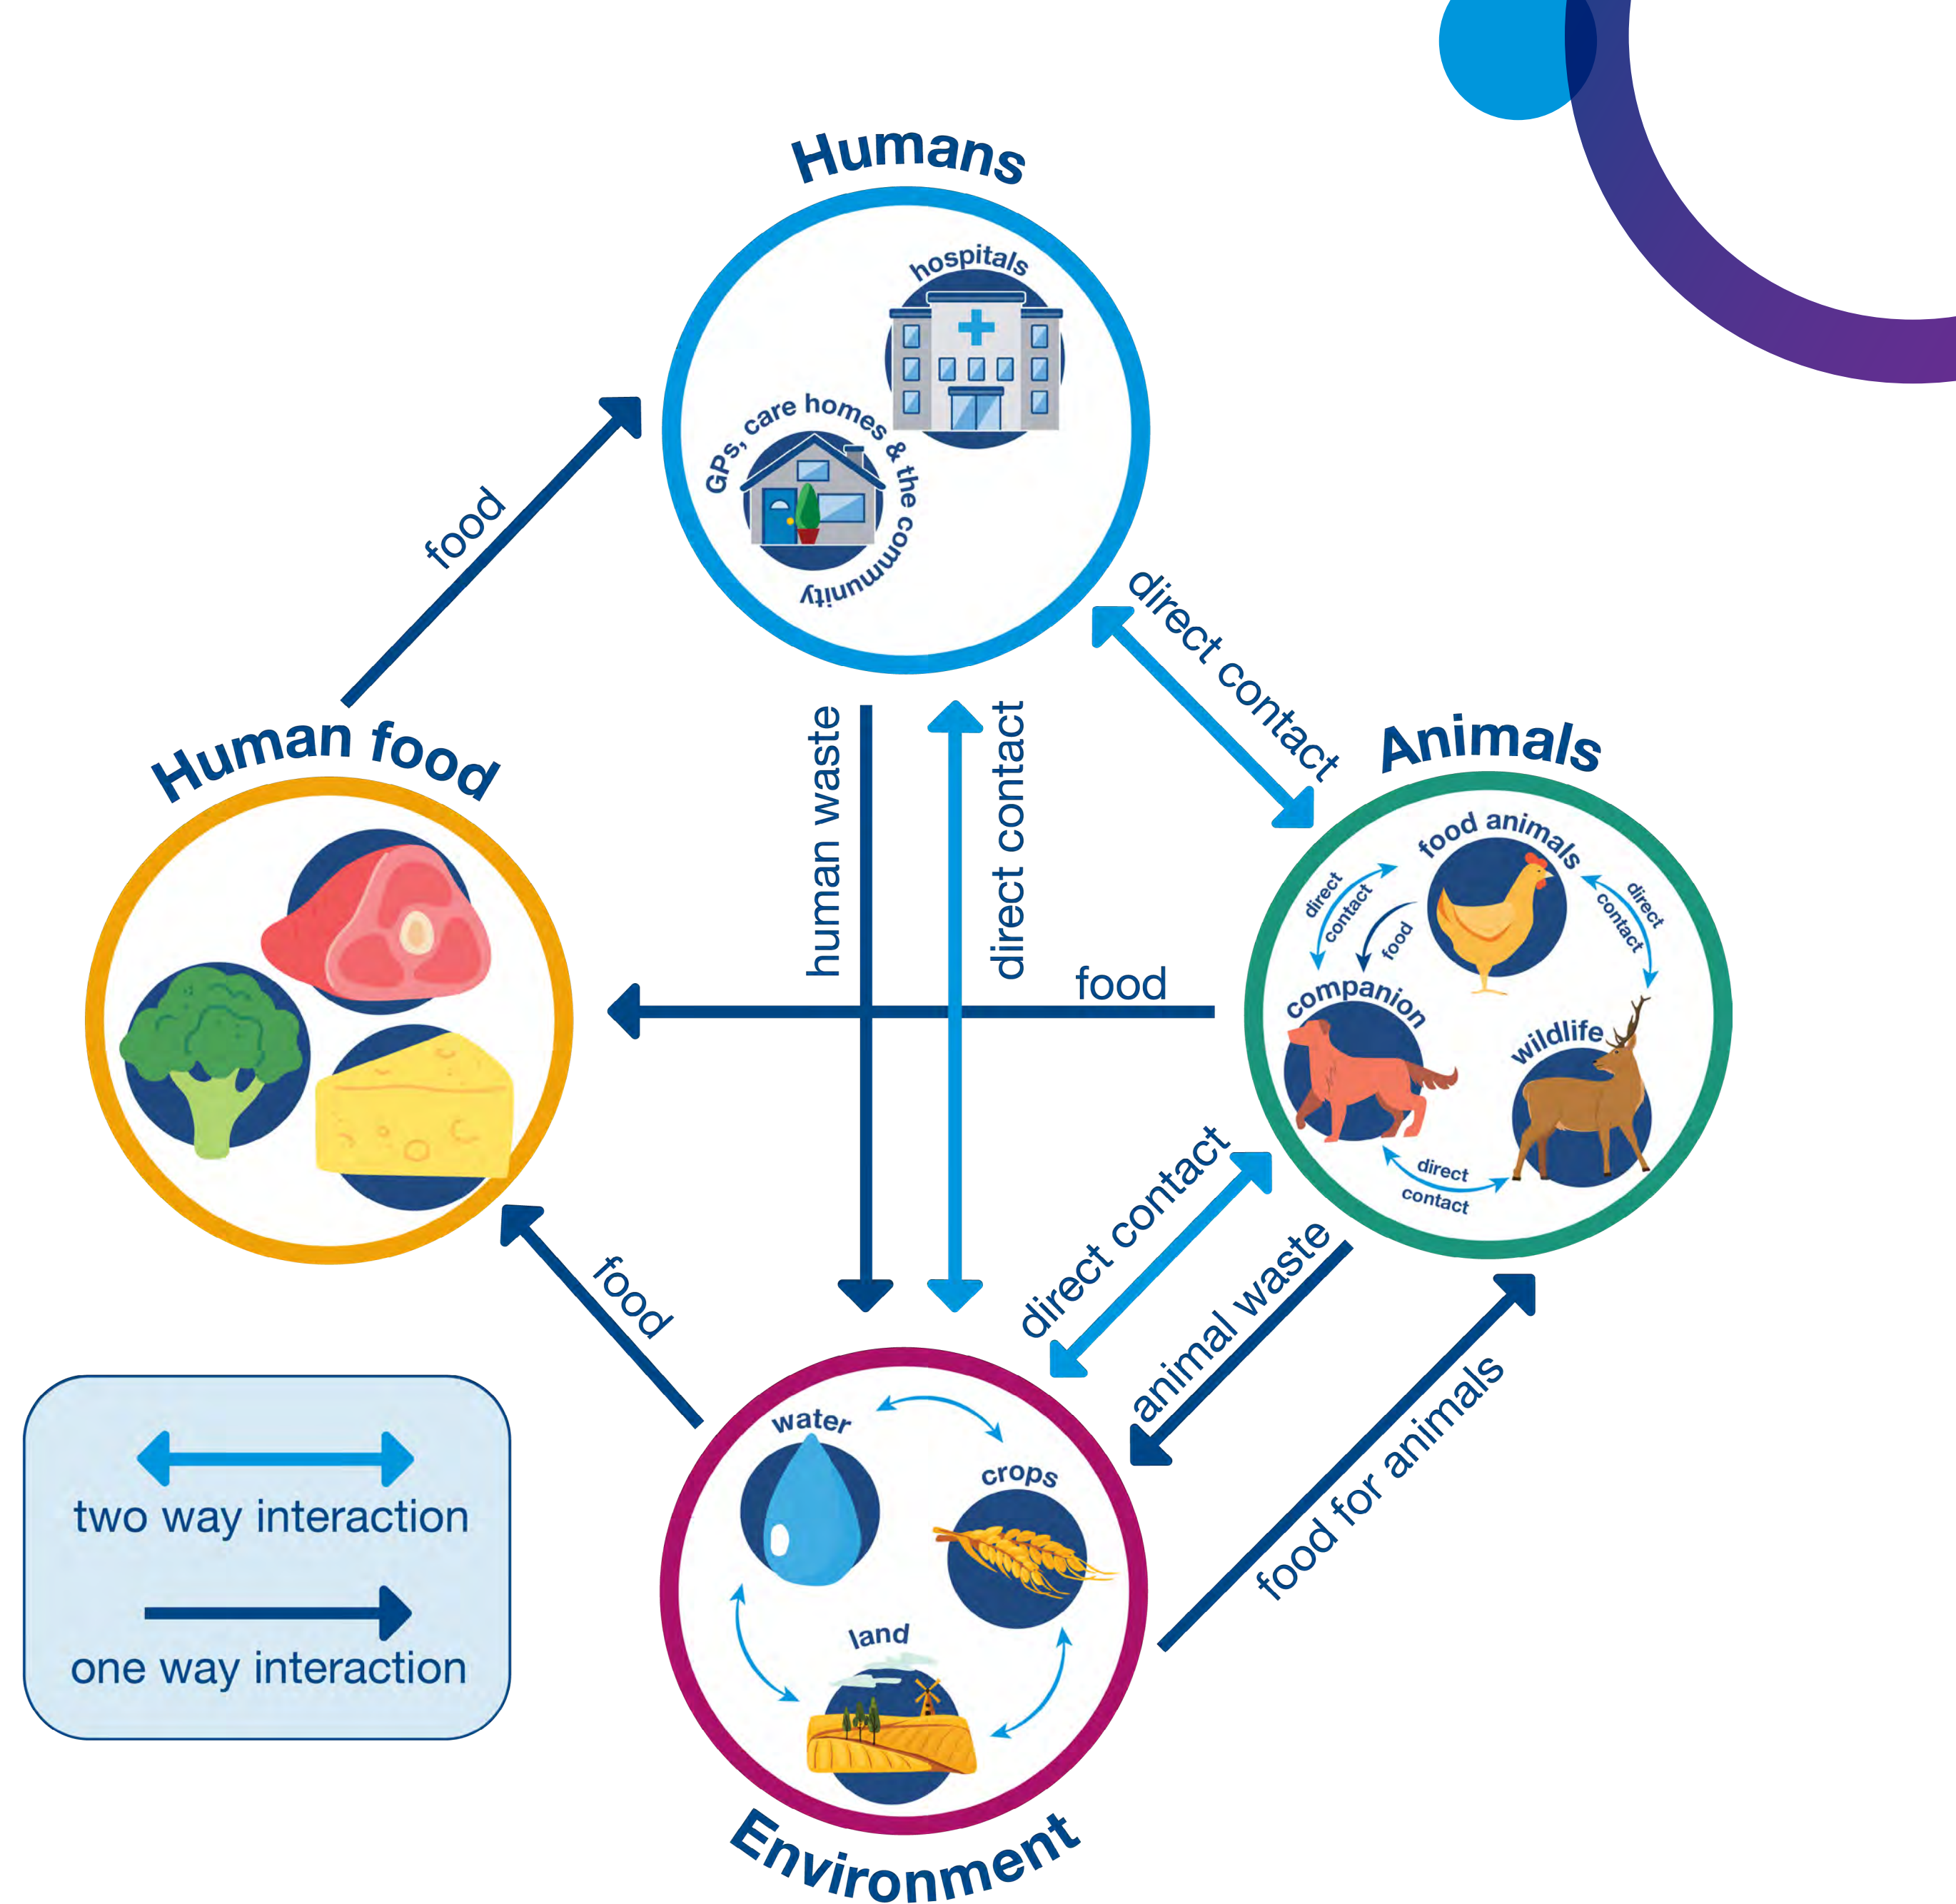 Humans
hospitals
GPs, care homes & the community
food
direct contact
Human food
human waste
direct contact
Animals
food animals
direct
contact
food
direct
contact
companion
wildlife
direct
contact
food
food
direct contact
animal waste
food for animals
water
crops
land
Environment
two way interaction
one way interaction